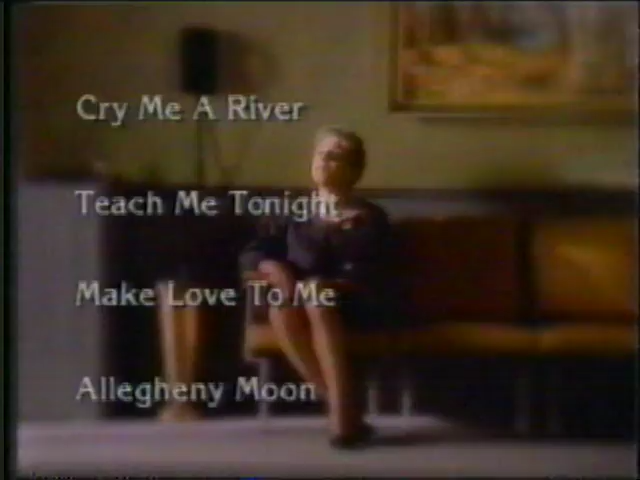 Cry Me A River
Teach Me Tonight
Make Love To Me
Allegheny Moon